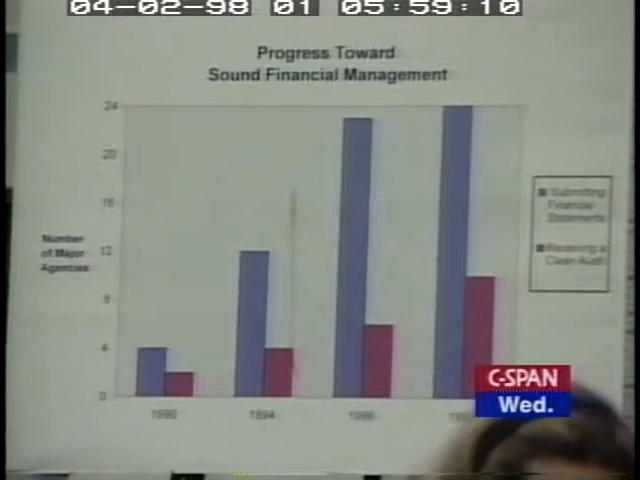 04-02-98 01 05:59:10
Progress Toward
Sound Financial Management
24
20
16
Number
of Major
Agencies
12
8
4
0
1990
1994
1996
Submitting
Financial
Statements
Receiving a
Clean Audit
C-SPAN
Wed.